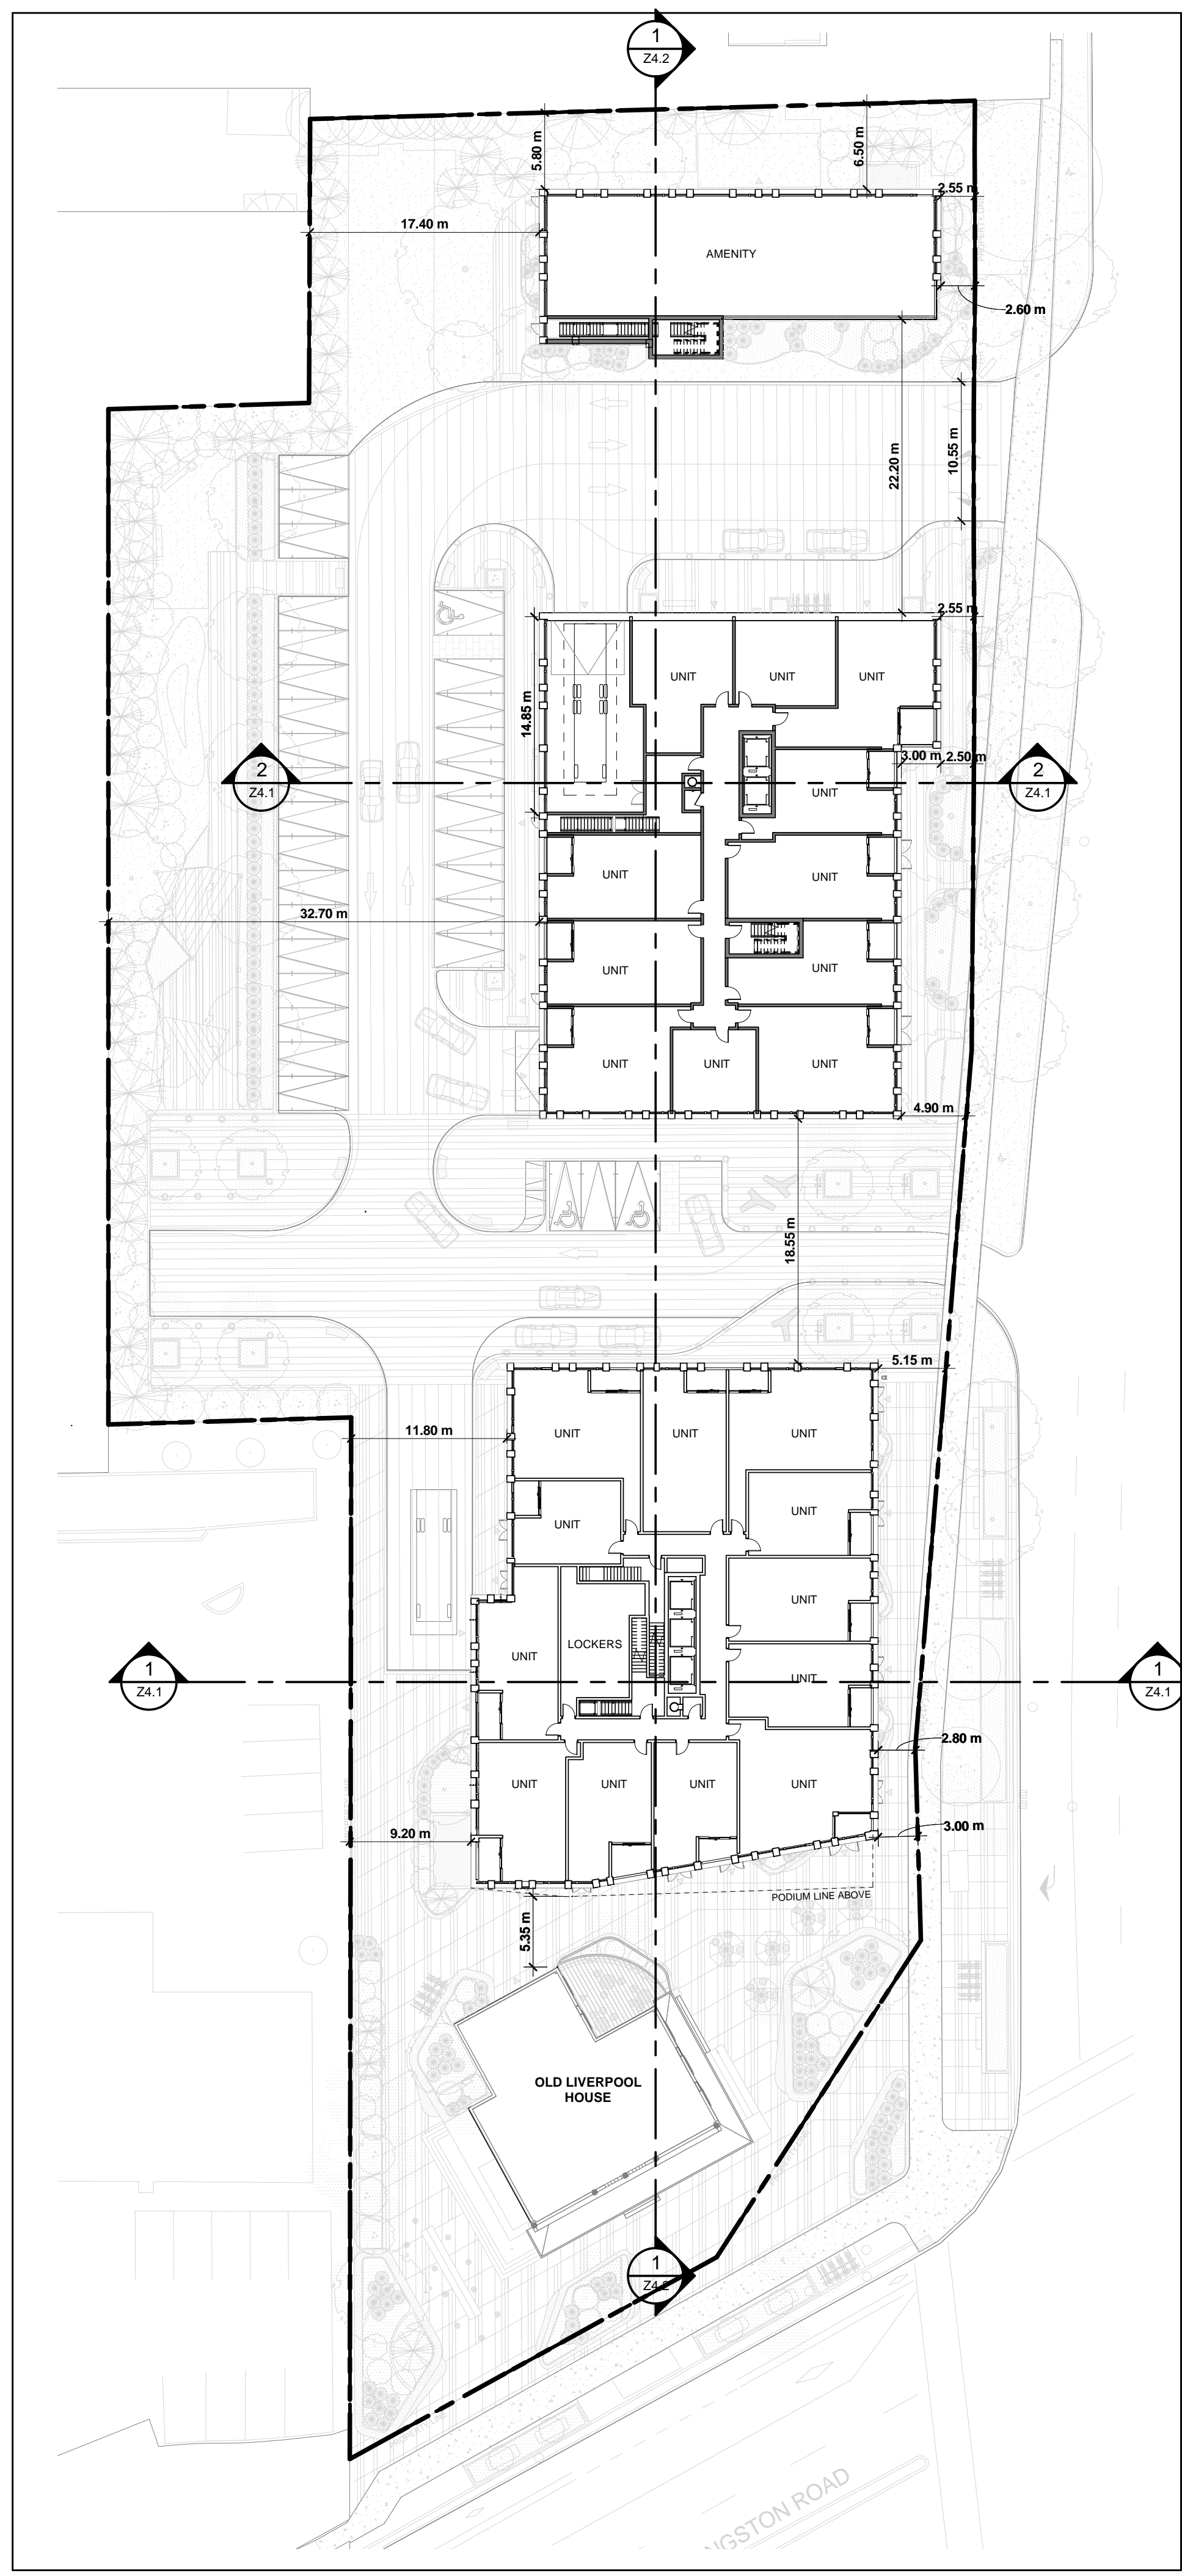 1
Z4.2
5.80 m
6.50 m
2.55 m
17.40 m
AMENITY
2.60 m
22.20 m
10.55 m
2.55 m
14.85 m
UNIT
UNIT
UNIT
3.00 m
2.50 m
2
Z4.1
2
Z4.1
UNIT
UNIT
UNIT
32.70 m
UNIT
UNIT
UNIT
UNIT
UNIT
4.90 m
18.55 m
5.15 m
11.80 m
UNIT
UNIT
UNIT
UNIT
UNIT
UNIT
LOCKERS
UNIT
1
Z4.1
UNIT
1
Z4.1
2.80 m
UNIT
UNIT
UNIT
UNIT
9.20 m
3.00 m
PODIUM LINE ABOVE
5.35 m
OLD LIVERPOOL
HOUSE
1
Z4.2
NGSTON ROAD